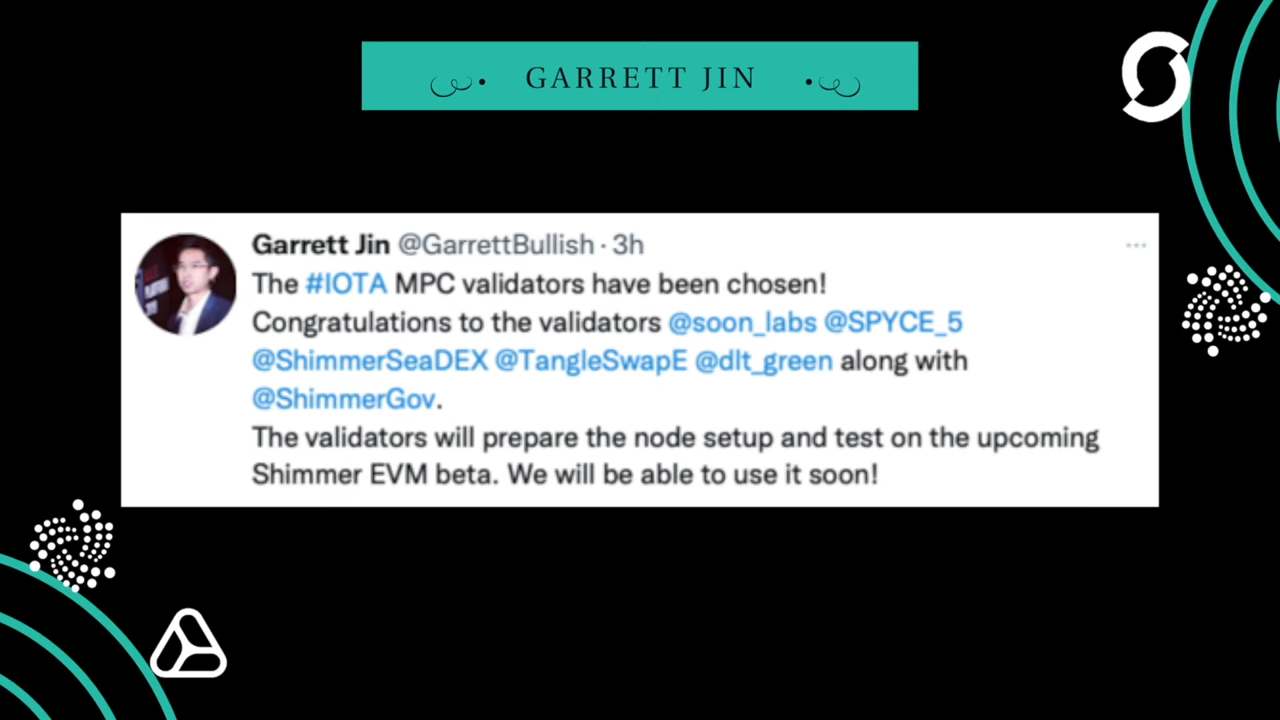 GARRETT JIN
Garrett Jin @GarrettBullish · 3h
The #IOTA MPC validators have been chosen!
Congratulations to the validators @soon_labs @SPYCE_5
@ShimmerSeaDEX @TangleSwapE @dlt_green along with
@ShimmerGov.
The validators will prepare the node setup and test on the upcoming
Shimmer EVM beta. We will be able to use it soon!